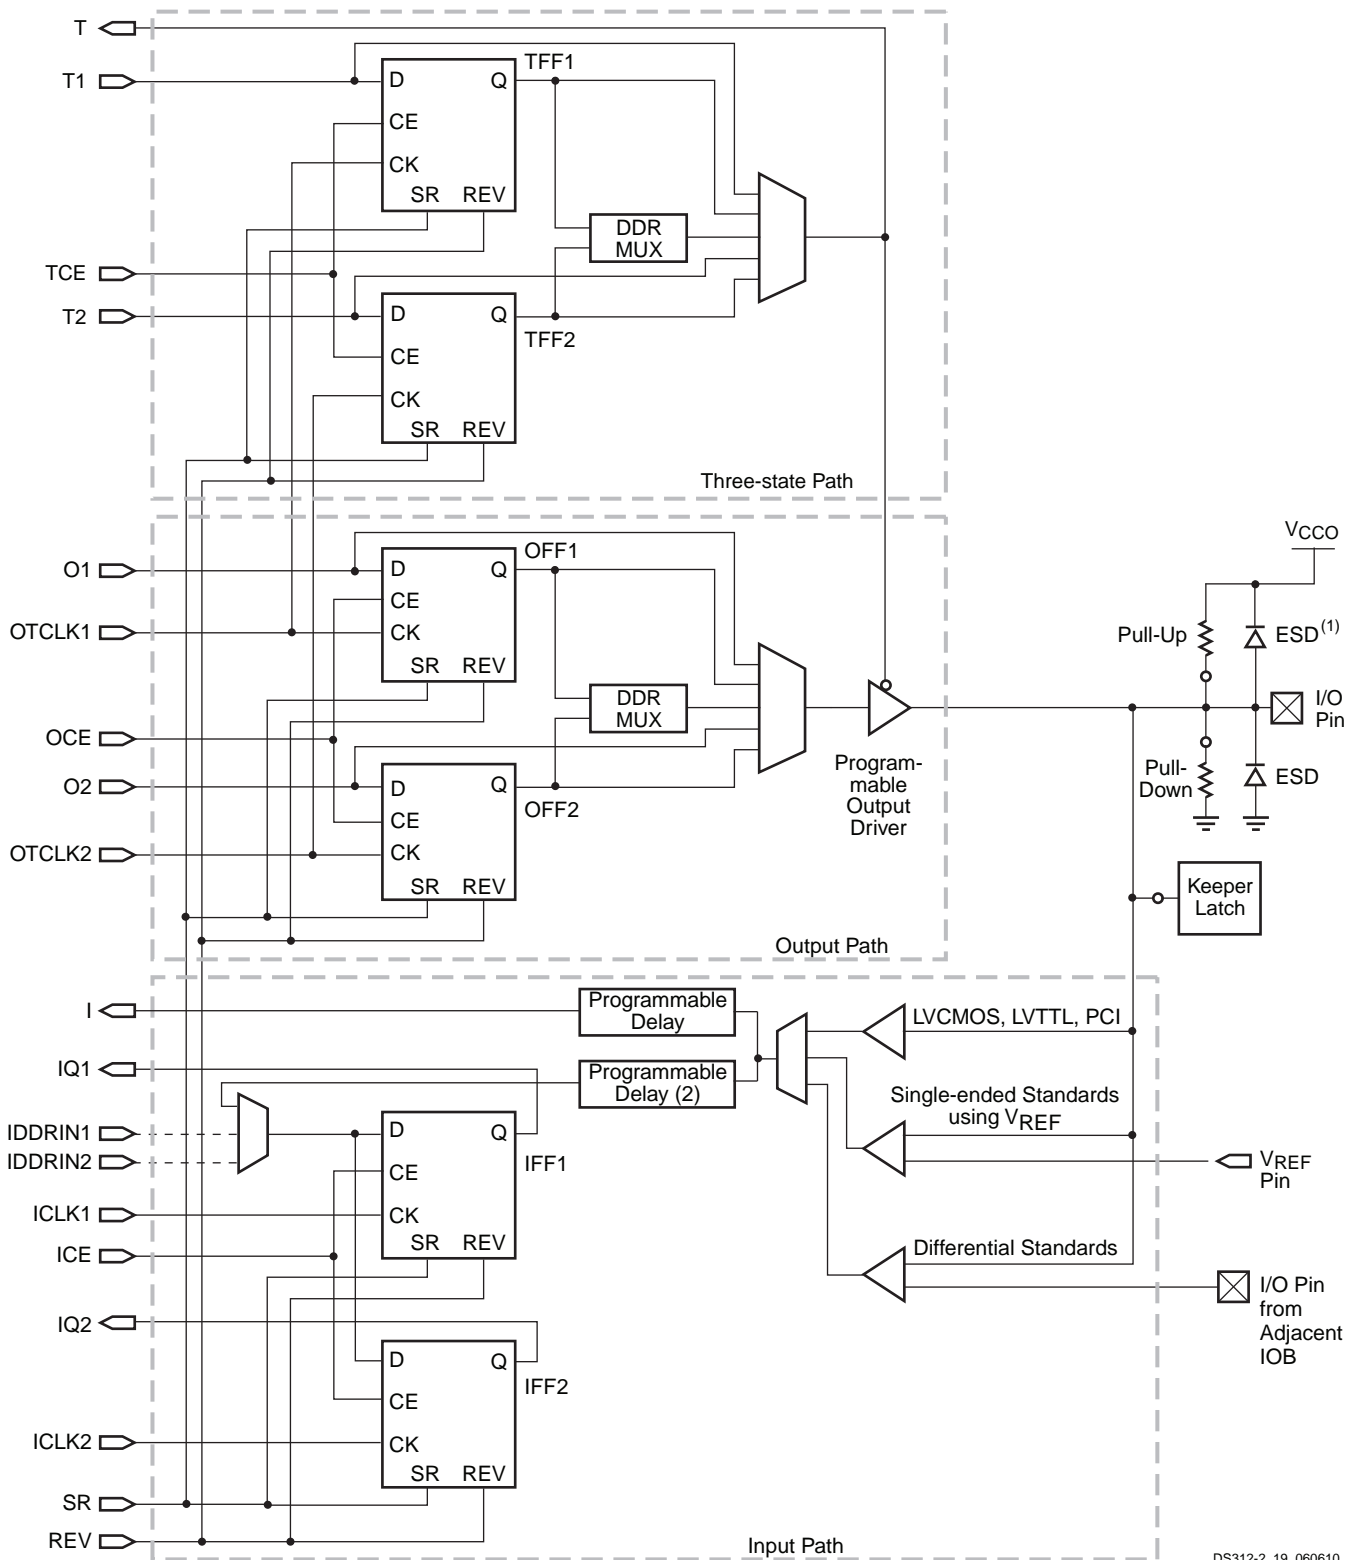 T
T1
D
Q
TFF1
CE
CK
SR REV
DDR
MUX
TCE
T2
D
Q
TFF2
CE
CK
SR REV
Three-state Path
VCCO
O1
D
Q
OFF1
CE
OTCLK1
CK
Pull-Up
ESD(1)
SR REV
DDR
MUX
I/O
Pin
OCE
O2
D
Q
OFF2
Program-
mable
Output
Driver
Pull-
Down
ESD
CE
OTCLK2
CK
SR REV
Keeper
Latch
Output Path
I
Programmable
Delay
LVCMOS, LVTTL, PCI
IQ1
Programmable
Delay (2)
Single-ended Standards
using VREF
IDDRIN1
IDDRIN2
D
Q
IFF1
CE
VREF
Pin
ICLK1
CK
ICE
SR REV
Differential Standards
I/O Pin
from
Adjacent
IOB
IQ2
D
Q
IFF2
CE
ICLK2
CK
SR REV
SR
REV
Input Path
DS312-2_19_060610